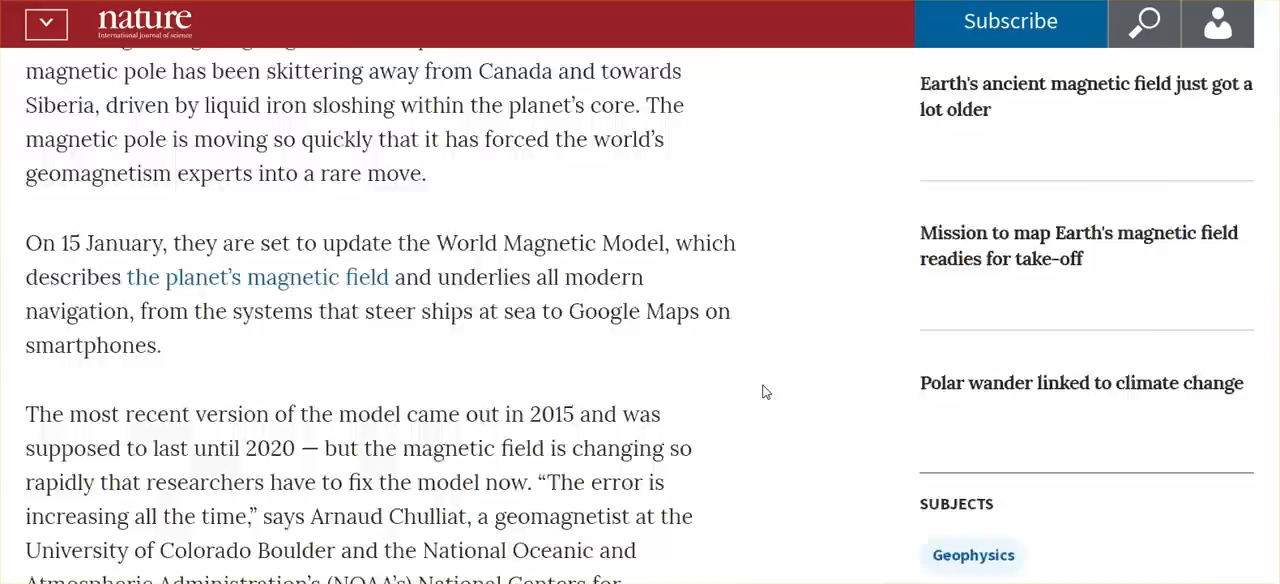 nature
International journal of science
Subscribe
magnetic pole has been skittering away from Canada and towards
Siberia, driven by liquid iron sloshing within the planet’s core. The
magnetic pole is moving so quickly that it has forced the world’s
geomagnetism experts into a rare move.
On 15 January, they are set to update the World Magnetic Model, which
describes the planet’s magnetic field and underlies all modern
navigation, from the systems that steer ships at sea to Google Maps on
smartphones.
The most recent version of the model came out in 2015 and was
supposed to last until 2020 — but the magnetic field is changing so
rapidly that researchers have to fix the model now. “The error is
increasing all the time,” says Arnaud Chulliat, a geomagnetist at the
University of Colorado Boulder and the National Oceanic and
Atmospheric Administration’s (NOAA’s) National Centers for
Earth's ancient magnetic field just got a
lot older
Mission to map Earth's magnetic field
readies for take-off
Polar wander linked to climate change
SUBJECTS
Geophysics